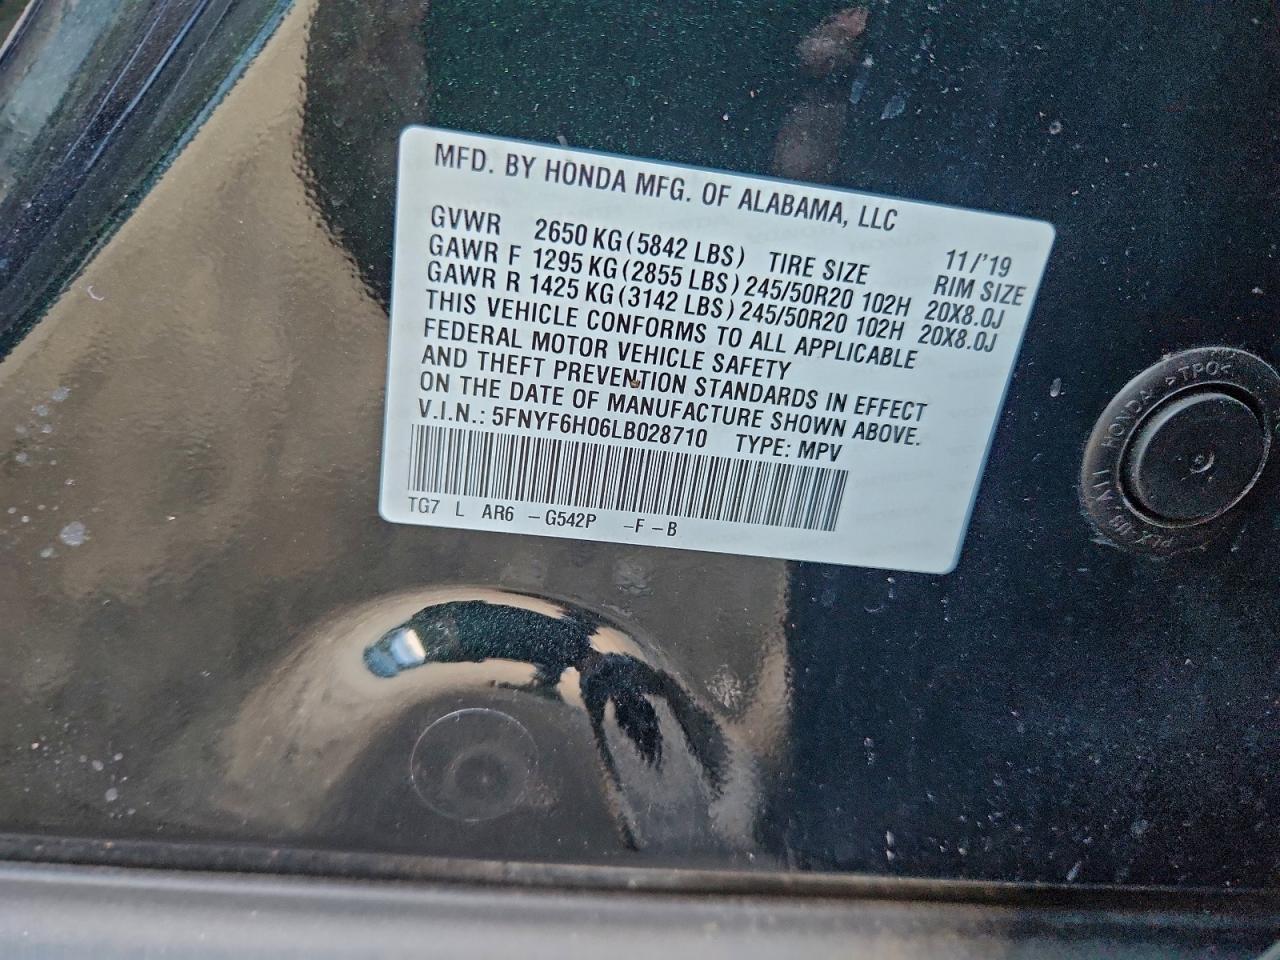 MFD. BY HONDA MFG. OF ALABAMA, LLC
11/'19
GVWR 2650 KG (5842 LBS) TIRE SIZE RIM SIZE
GAWR F 1295 KG (2855 LBS) 245/50R20 102H 20X8.0J
GAWR R 1425 KG (3142 LBS) 245/50R20 102H 20X8.0J
THIS VEHICLE CONFORMS TO ALL APPLICABLE
FEDERAL MOTOR VEHICLE SAFETY
AND THEFT PREVENTION STANDARDS IN EFFECT
ON THE DATE OF MANUFACTURE SHOWN ABOVE.
V.I.N.: 5FNYF6H06LB028710 TYPE: MPV
TG7 L AR6 -G542P -F-B
HONDA >TPO<